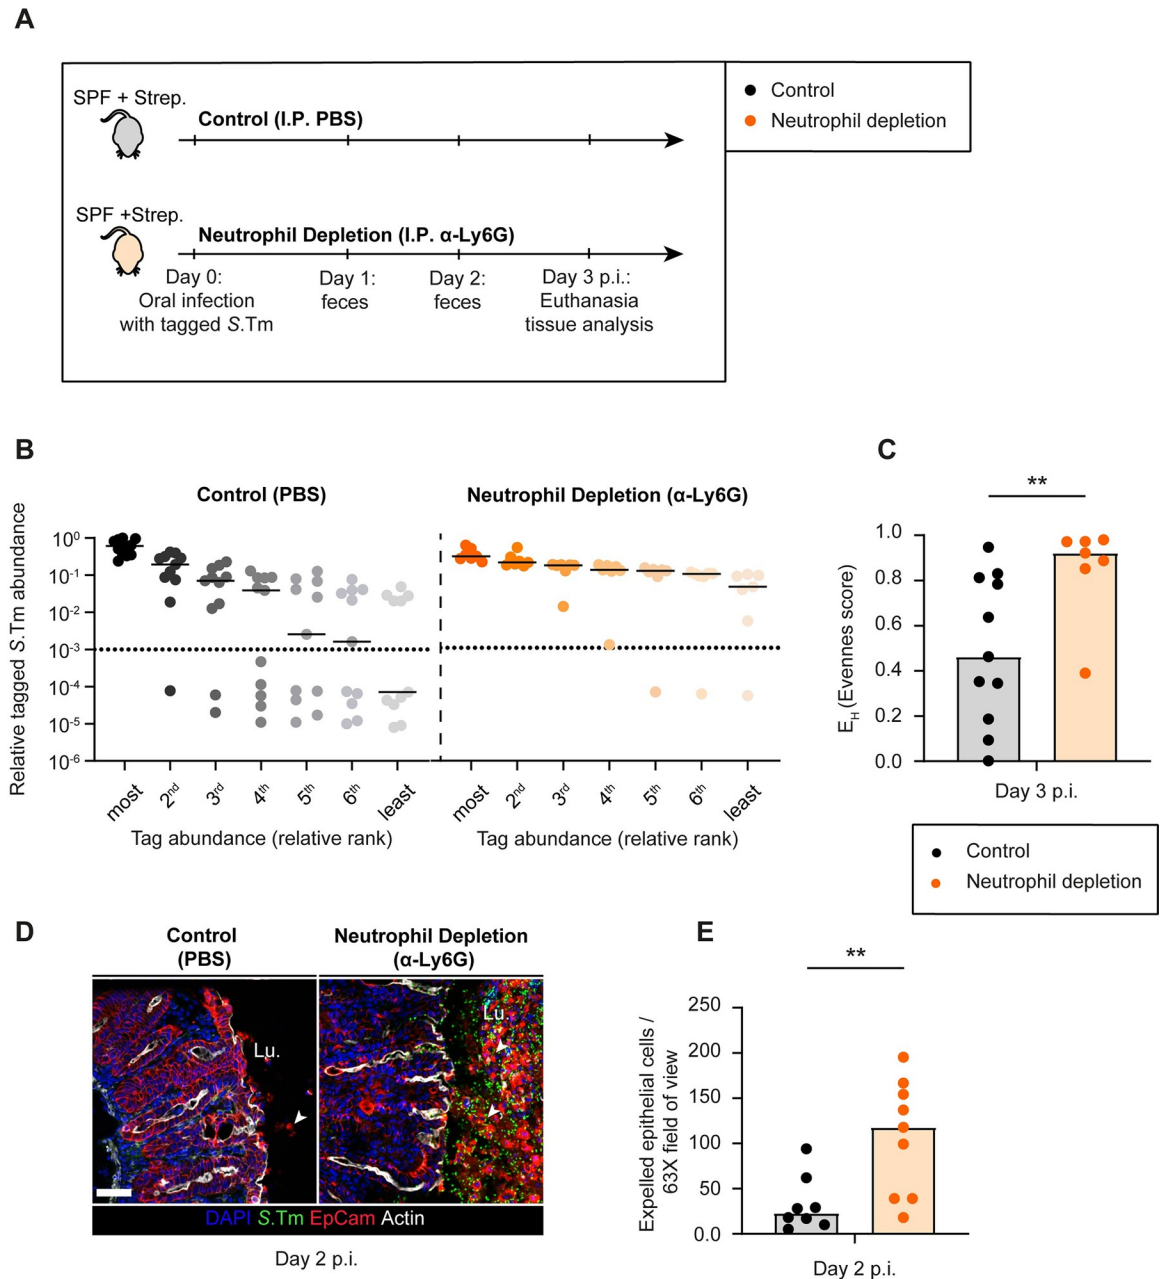 A
SPF + Strep.
Control (I.P. PBS)
SPF +Strep.
Neutrophil Depletion (I.P. α-Ly6G)
Day 0:
Oral infection
with tagged S.Tm
Day 1:
feces
Day 2:
feces
Day 3 p.i.:
Euthanasia
tissue analysis
Control
Neutrophil depletion
B
Control (PBS)
Neutrophil Depletion (α-Ly6G)
Relative tagged S.Tm abundance
10⁰
10⁻¹
10⁻²
10⁻³
10⁻⁴
10⁻⁵
10⁻⁶
most
2ⁿᵈ
3ʳᵈ
4ᵗʰ
5ᵗʰ
6ᵗʰ
least
Tag abundance (relative rank)
most
2ⁿᵈ
3ʳᵈ
4ᵗʰ
5ᵗʰ
6ᵗʰ
least
Tag abundance (relative rank)
C
**
E_H (Evennes score)
1.0
0.8
0.6
0.4
0.2
0.0
Day 3 p.i.
Control
Neutrophil depletion
D
Control
(PBS)
Neutrophil Depletion
(α-Ly6G)
Lu.
Lu.
DAPI S.Tm EpCam Actin
Day 2 p.i.
E
**
Expelled epithelial cells /
63X field of view
250
200
150
100
50
0.0
Day 2 p.i.